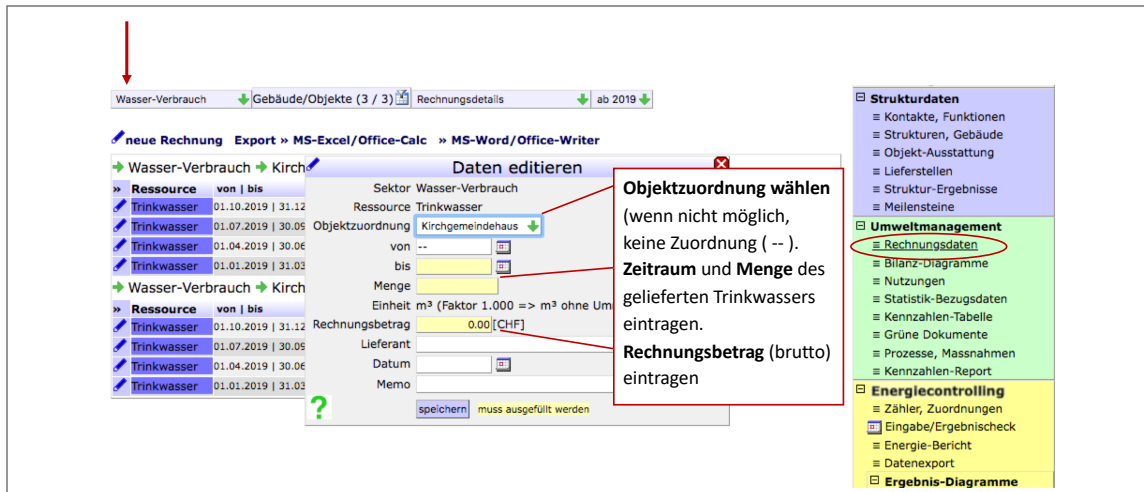 Wasser-Verbrauch Gebäude/Objekte (3 / 3) Rechnungsdetails ab 2019
neue Rechnung Export » MS-Excel/Office-Calc » MS-Word/Office-Writer
Wasser-Verbrauch Kirch
» Ressource von | bis
Trinkwasser 01.10.2019 | 31.12
Trinkwasser 01.07.2019 | 30.09
Trinkwasser 01.04.2019 | 30.06
Trinkwasser 01.01.2019 | 31.03
Wasser-Verbrauch Kirch
» Ressource von | bis
Trinkwasser 01.10.2019 | 31.12
Trinkwasser 01.07.2019 | 30.09
Trinkwasser 01.04.2019 | 30.06
Trinkwasser 01.01.2019 | 31.03
Daten editieren
Sektor Wasser-Verbrauch
Ressource Trinkwasser
Objektzuordnung Kirchgemeindehaus
von --
bis
Menge
Einheit m³ (Faktor 1.000 => m³ ohne Um
Rechnungsbetrag 0.00 [CHF]
Lieferant
Datum
Memo
? speichern muss ausgefüllt werden
Objektzuordnung wählen
(wenn nicht möglich,
keine Zuordnung ( -- ).
Zeitraum und Menge des
gelieferten Trinkwassers
eintragen.
Rechnungsbetrag (brutto)
eintragen
Strukturdaten
Kontakte, Funktionen
Strukturen, Gebäude
Objekt-Ausstattung
Lieferstellen
Struktur-Ergebnisse
Meilensteine
Umweltmanagement
Rechnungsdaten
Bilanz-Diagramme
Nutzungen
Statistik-Bezugsdaten
Kennzahlen-Tabelle
Grüne Dokumente
Prozesse, Massnahmen
Kennzahlen-Report
Energiecontrolling
Zähler, Zuordnungen
Eingabe/Ergebnischeck
Energie-Bericht
Datenexport
Ergebnis-Diagramme